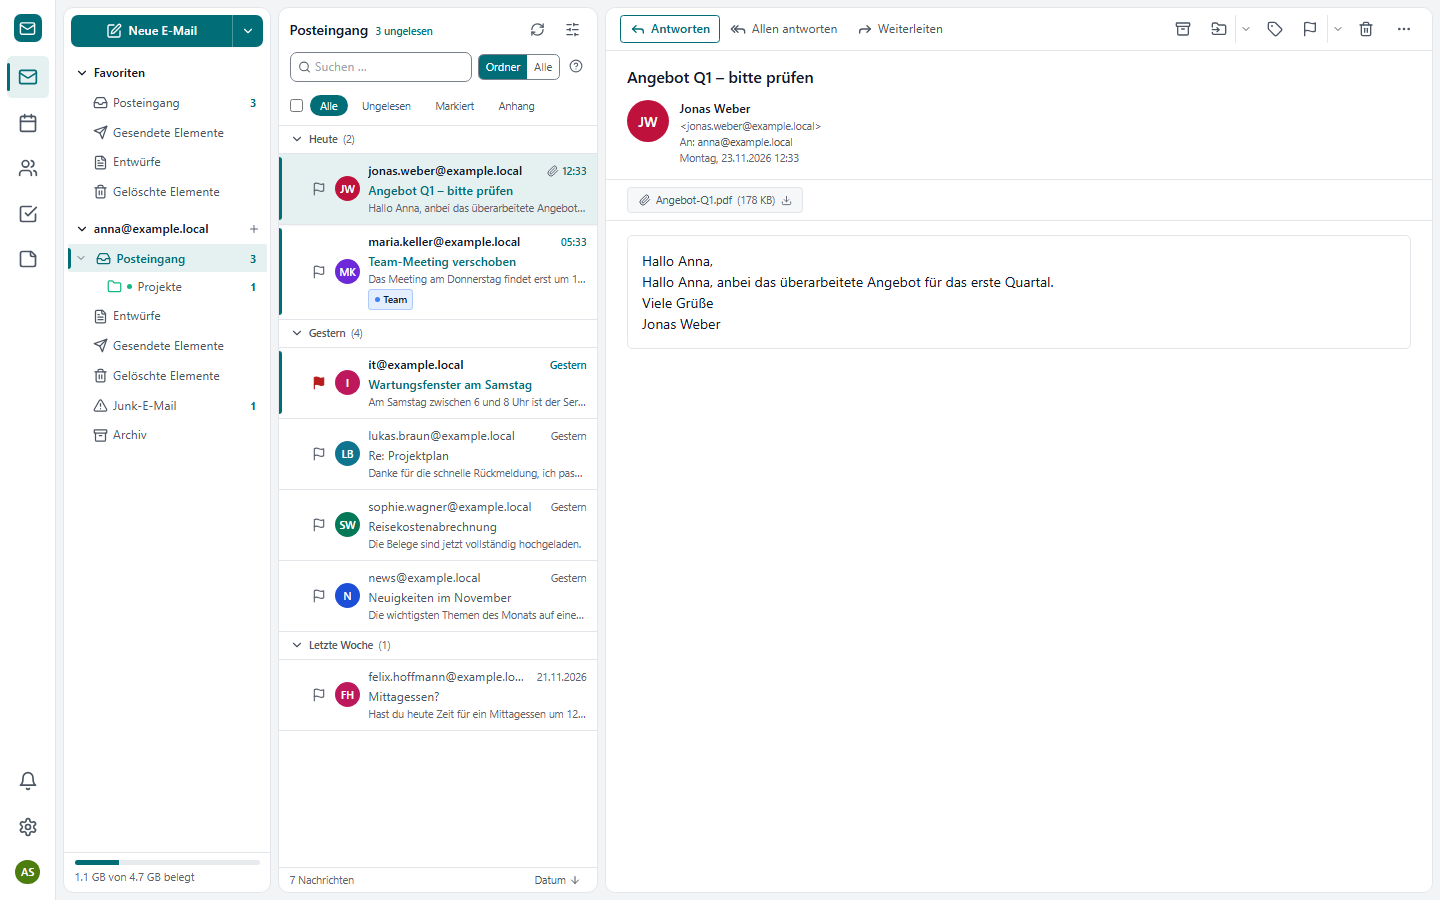 Neue E-Mail
Favoriten
Posteingang 3
Gesendete Elemente
Entwürfe
Gelöschte Elemente
anna@example.local
Posteingang 3
Projekte 1
Entwürfe
Gesendete Elemente
Gelöschte Elemente
Junk-E-Mail 1
Archiv
AS
1.1 GB von 4.7 GB belegt
Posteingang 3 ungelesen
Suchen ... Ordner Alle
Alle Ungelesen Markiert Anhang
Heute (2)
jonas.weber@example.local 12:33
JW
Angebot Q1 – bitte prüfen
Hallo Anna, anbei das überarbeitete Angebot...
maria.keller@example.local 05:33
MK
Team-Meeting verschoben
Das Meeting am Donnerstag findet erst um 1...
Team
Gestern (4)
it@example.local Gestern
I
Wartungsfenster am Samstag
Am Samstag zwischen 6 und 8 Uhr ist der Ser...
lukas.braun@example.local Gestern
LB
Re: Projektplan
Danke für die schnelle Rückmeldung, ich pas...
sophie.wagner@example.local Gestern
SW
Reisekostenabrechnung
Die Belege sind jetzt vollständig hochgeladen.
news@example.local Gestern
N
Neuigkeiten im November
Die wichtigsten Themen des Monats auf eine...
Letzte Woche (1)
felix.hoffmann@example.lo... 21.11.2026
FH
Mittagessen?
Hast du heute Zeit für ein Mittagessen um 12...
7 Nachrichten Datum
Antworten Allen antworten Weiterleiten
Angebot Q1 – bitte prüfen
JW
Jonas Weber
<jonas.weber@example.local>
An: anna@example.local
Montag, 23.11.2026 12:33
Angebot-Q1.pdf (178 KB)
Hallo Anna,
Hallo Anna, anbei das überarbeitete Angebot für das erste Quartal.
Viele Grüße
Jonas Weber